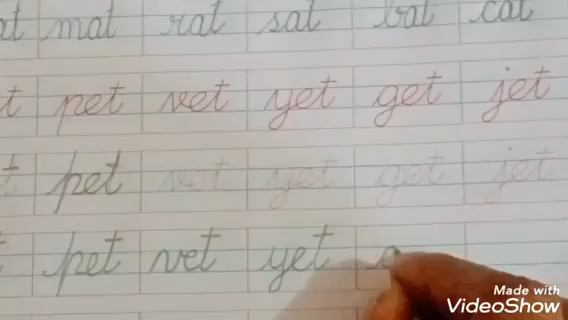 mat rat sat bat cat
t pet vet yet get jet
t pet vet yet get jet
pet vet yet
Made with
VideoShow